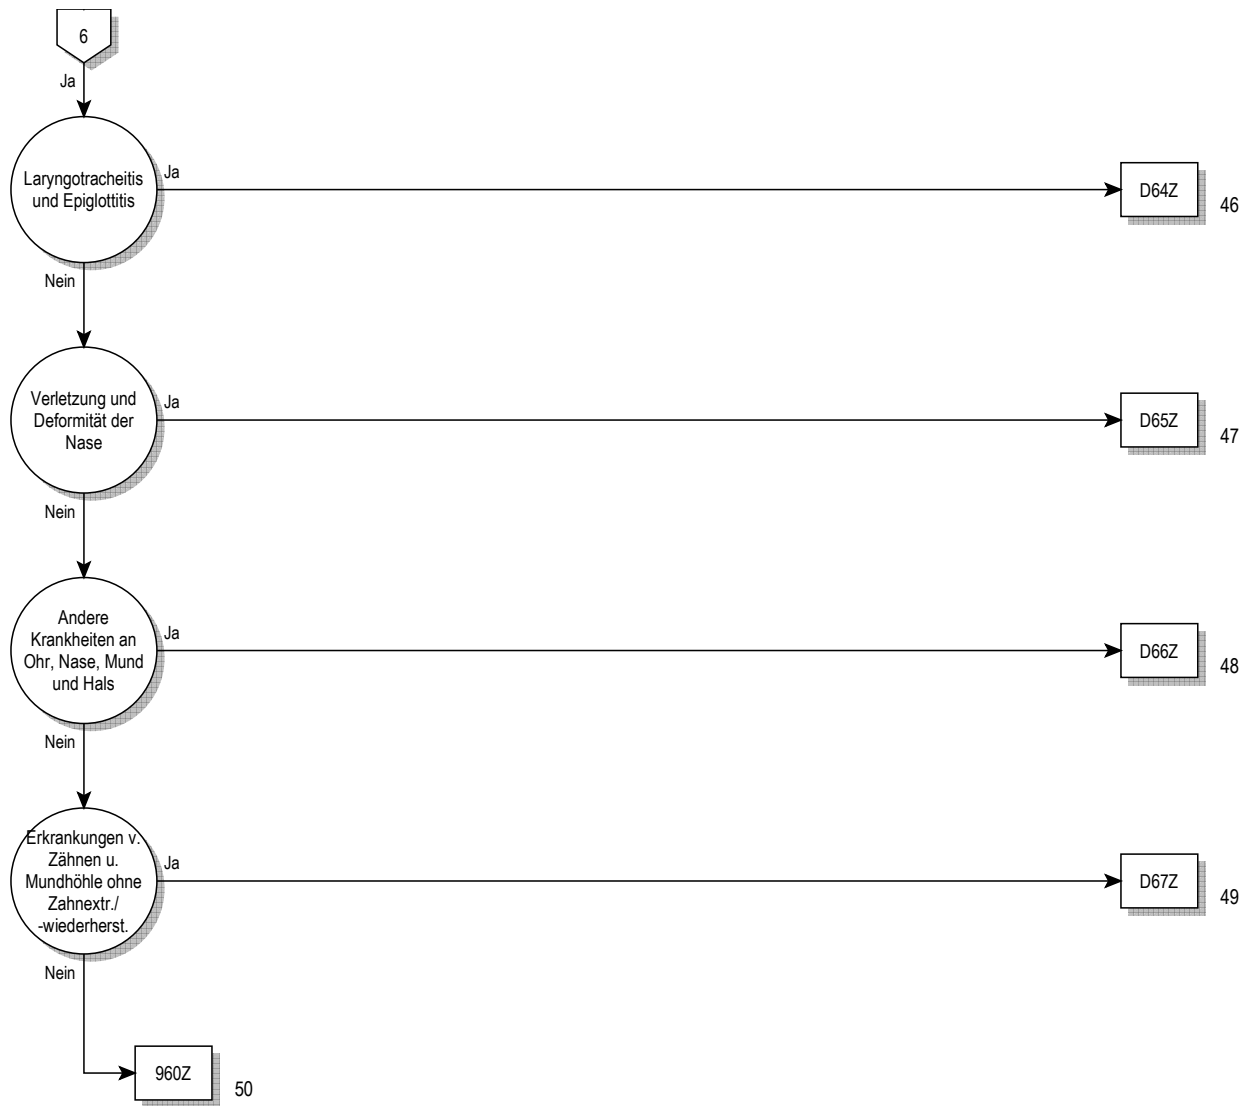 6
Ja
Laryngotracheitis
und Epiglottitis
Ja
D64Z
46
Nein
Verletzung und
Deformität der
Nase
Ja
D65Z
47
Nein
Andere
Krankheiten an
Ohr, Nase, Mund
und Hals
Ja
D66Z
48
Nein
Erkrankungen v.
Zähnen u.
Mundhöhle ohne
Zahnextr./
-wiederherst.
Ja
D67Z
49
Nein
960Z
50